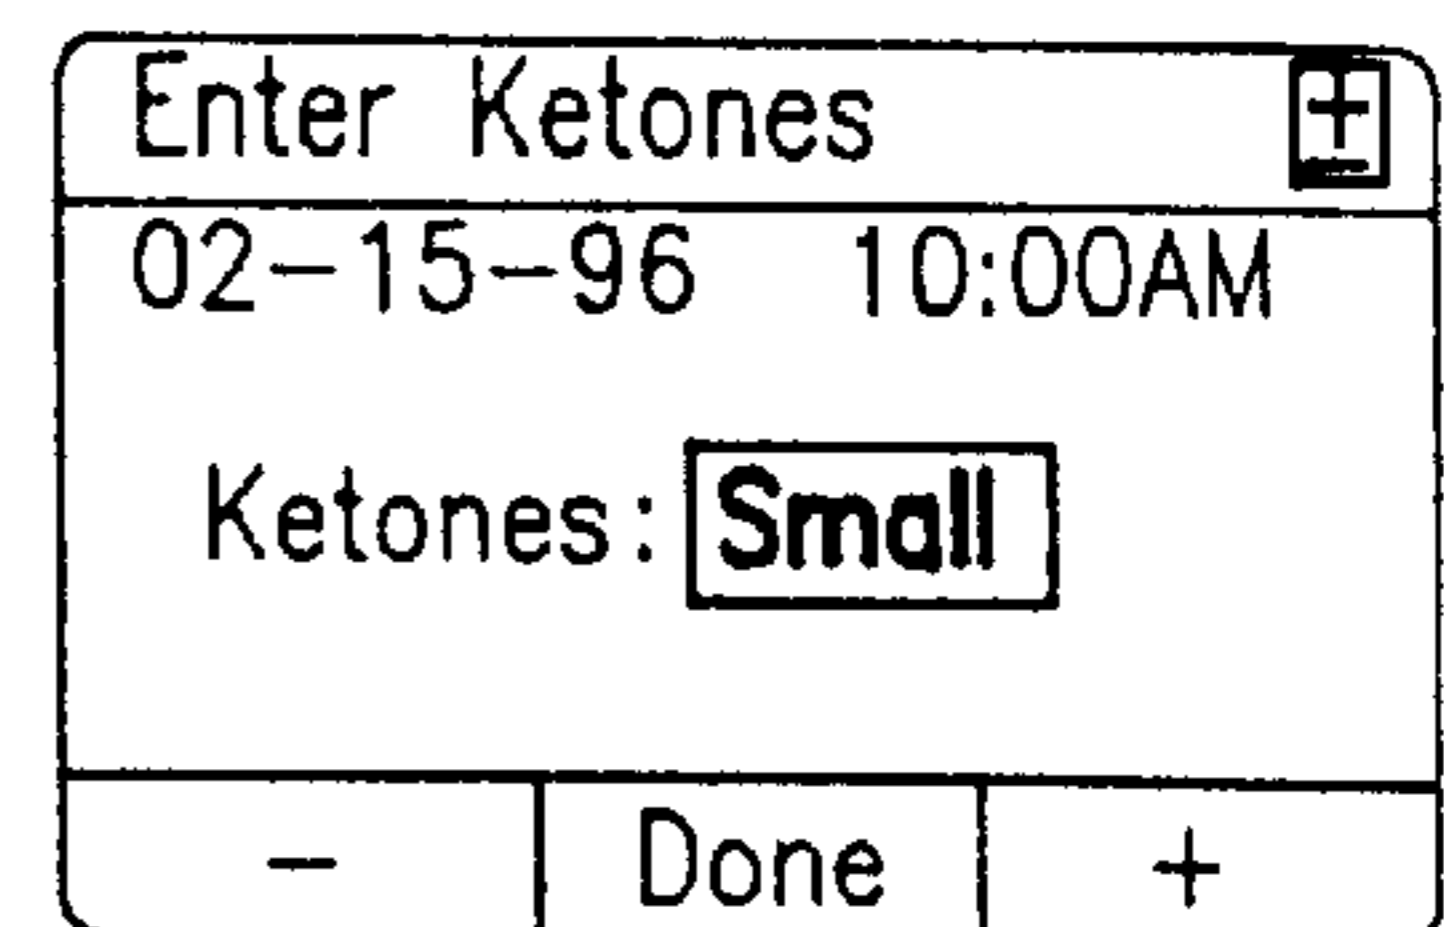 Enter Ketones ±
02-15-96 10:00AM
Ketones: Small
- Done +